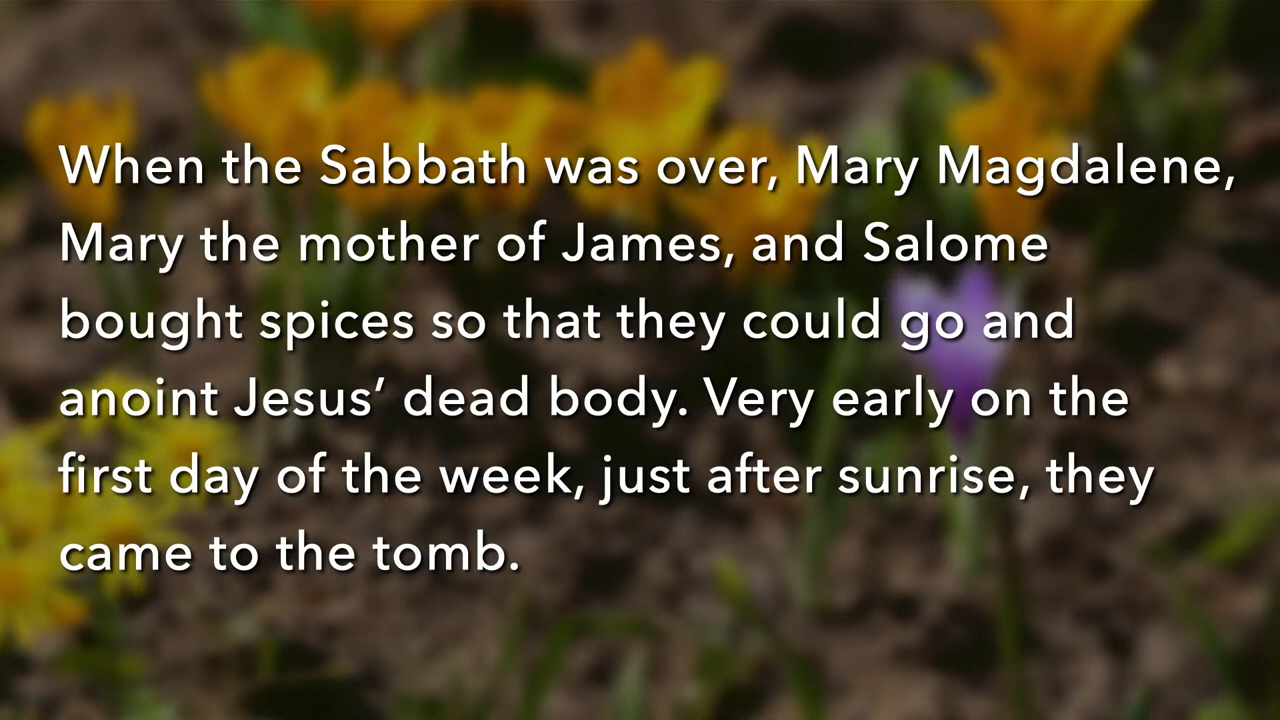 When the Sabbath was over, Mary Magdalene,
Mary the mother of James, and Salome
bought spices so that they could go and
anoint Jesus’ dead body. Very early on the
first day of the week, just after sunrise, they
came to the tomb.